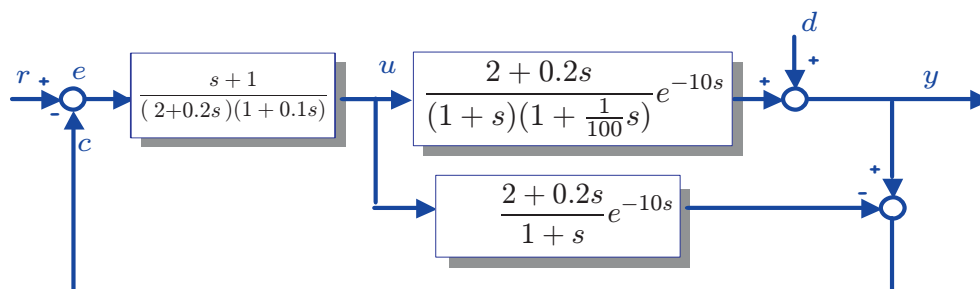 d
r + e
s + 1
(2+0.2s)(1+0.1s)
u
2 + 0.2s
(1 + s)(1 + 1/100 s) e^{-10s}
+ +
y
-
c
+
-
2 + 0.2s
1 + s e^{-10s}